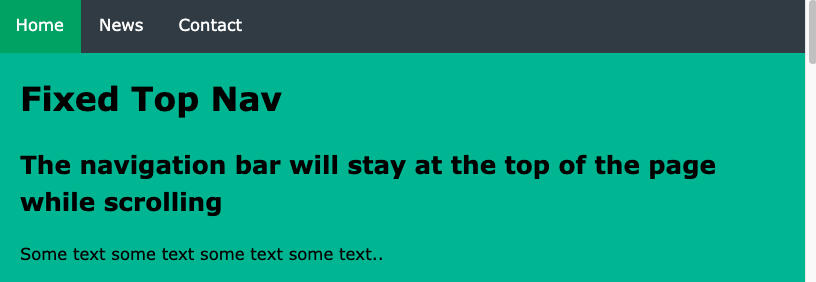 Home News Contact
Fixed Top Nav
The navigation bar will stay at the top of the page
while scrolling
Some text some text some text some text..